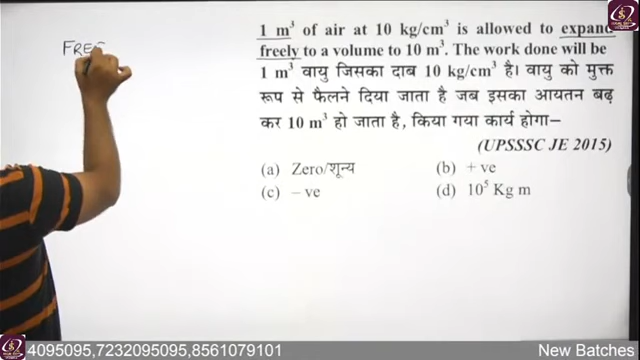 FREE
1 m³ of air at 10 kg/cm³ is allowed to expand
freely to a volume to 10 m³. The work done will be
1 m³ वायु जिसका दाब 10 kg/cm³ है। वायु को मुक्त
रूप से फैलने दिया जाता है जब इसका आयतन बढ़
कर 10 m³ हो जाता है, किया गया कार्य होगा–
(UPSSSC JE 2015)
(a) Zero/शून्य (b) + ve
(c) – ve (d) 10⁵ Kg m
4095095,7232095095,8561079101 New Batches